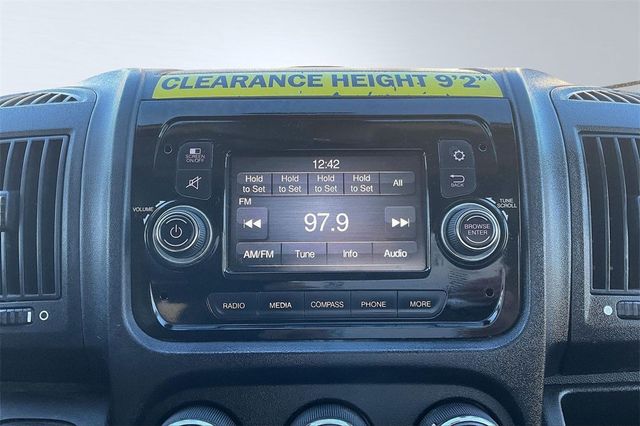 CLEARANCE HEIGHT 9'2"
SCREEN
ON/OFF
12:42
Hold
to Set
Hold
to Set
Hold
to Set
Hold
to Set
All
BACK
VOLUME
TUNE
SCROLL
FM
97.9
BROWSE
ENTER
AM/FM
Tune
Info
Audio
RADIO
MEDIA
COMPASS
PHONE
MORE